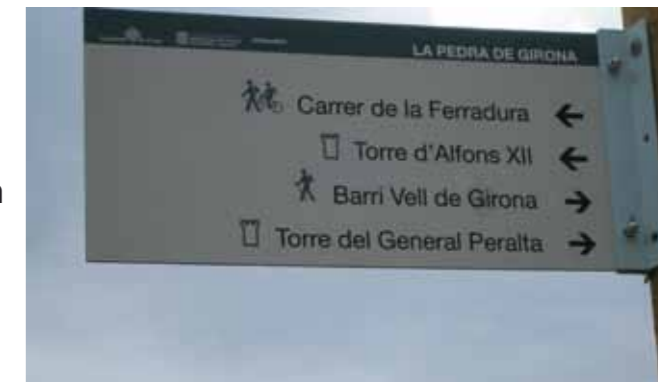 LA PEDRA DE GIRONA
Carrer de la Ferradura
Torre d'Alfons XII
Barri Vell de Girona
Torre del General Peralta